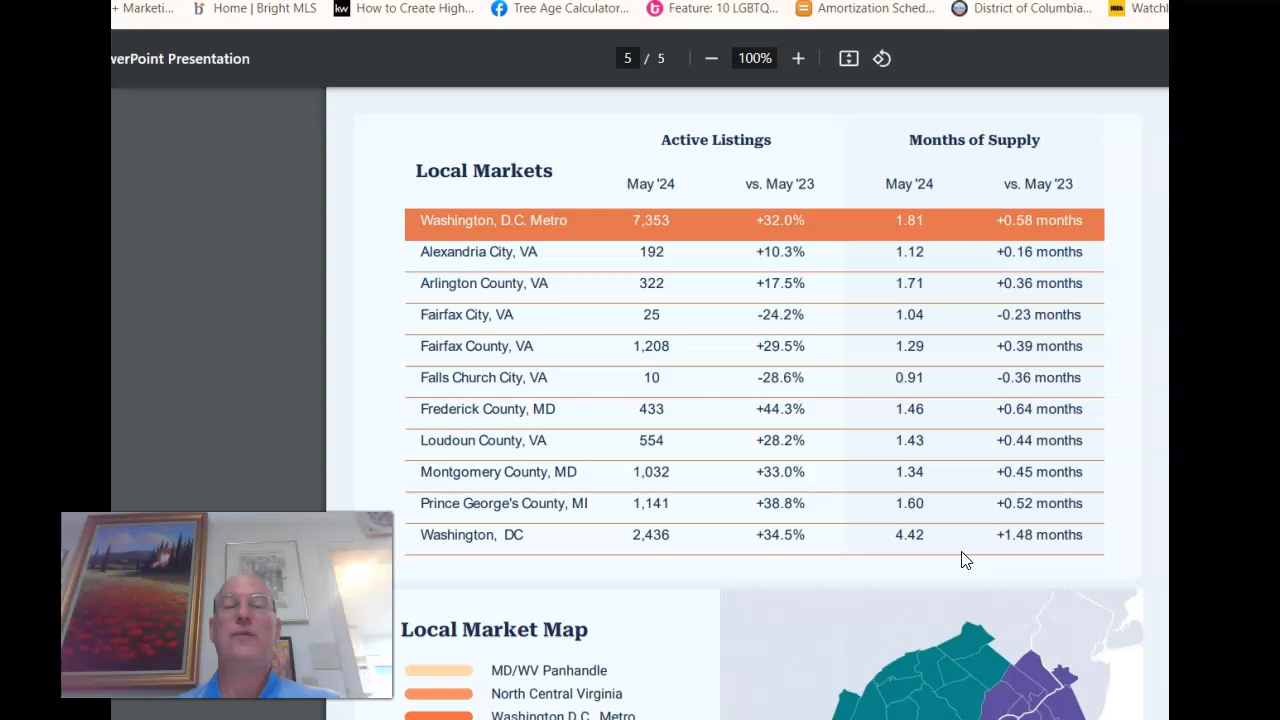 + Marketi... Home | Bright MLS kw How to Create High... Tree Age Calculator... Feature: 10 LGBTQ... Amortization Sched... District of Columbia... Watchl
werPoint Presentation 5 / 5 100%
Active Listings Months of Supply
Local Markets
May '24 vs. May'23 May '24 vs. May'23
Washington, D.C. Metro 7,353 +32.0% 1.81 +0.58 months
Alexandria City, VA 192 +10.3% 1.12 +0.16 months
Arlington County, VA 322 +17.5% 1.71 +0.36 months
Fairfax City, VA 25 -24.2% 1.04 -0.23 months
Fairfax County, VA 1,208 +29.5% 1.29 +0.39 months
Falls Church City, VA 10 -28.6% 0.91 -0.36 months
Frederick County, MD 433 +44.3% 1.46 +0.64 months
Loudoun County, VA 554 +28.2% 1.43 +0.44 months
Montgomery County, MD 1,032 +33.0% 1.34 +0.45 months
Prince George's County, MI 1,141 +38.8% 1.60 +0.52 months
Washington, DC 2,436 +34.5% 4.42 +1.48 months
Local Market Map
MD/WV Panhandle
North Central Virginia
Washington D.C. Metro